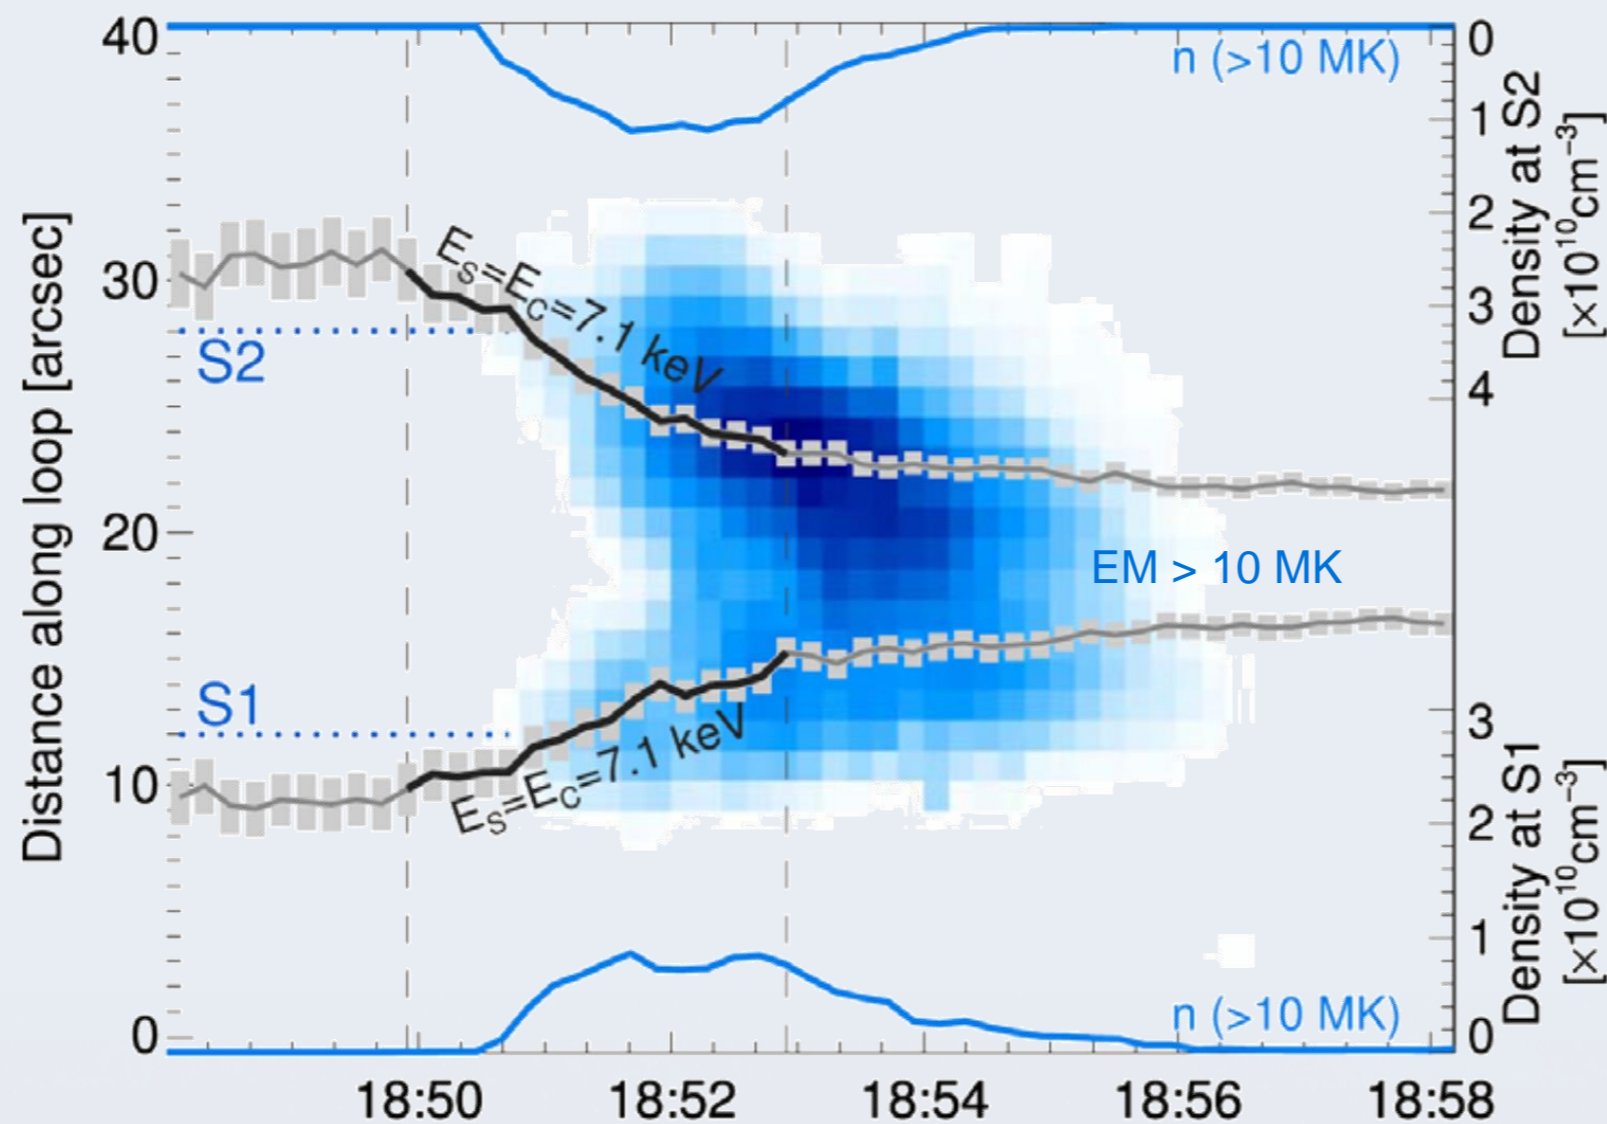 40
30
20
10
0
Distance along loop [arcsec]
n (>10 MK)
E_S=E_C=7.1 keV
S2
EM > 10 MK
S1
E_S=E_C=7.1 keV
n (>10 MK)
0
1
2
3
4
Density at S2
[×10¹⁰cm⁻³]
3
2
1
0
Density at S1
[×10¹⁰cm⁻³]
18:50 18:52 18:54 18:56 18:58